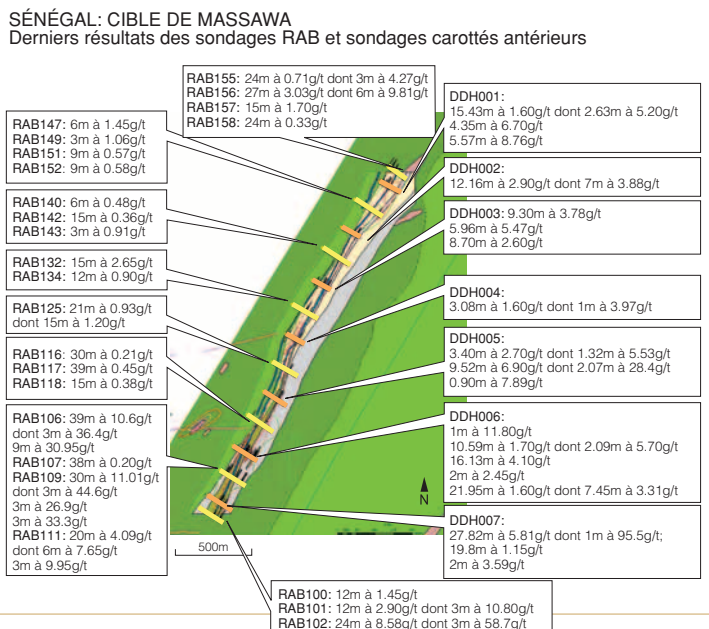 SÉNÉGAL: CIBLE DE MASSAWA
Derniers résultats des sondages RAB et sondages carottés antérieurs
RAB155: 24m à 0.71g/t dont 3m à 4.27g/t
RAB156: 27m à 3.03g/t dont 6m à 9.81g/t
RAB157: 15m à 1.70g/t
RAB158: 24m à 0.33g/t
RAB147: 6m à 1.45g/t
RAB149: 3m à 1.06g/t
RAB151: 9m à 0.57g/t
RAB152: 9m à 0.58g/t
RAB140: 6m à 0.48g/t
RAB142: 15m à 0.36g/t
RAB143: 3m à 0.91g/t
RAB132: 15m à 2.65g/t
RAB134: 12m à 0.90g/t
RAB125: 21m à 0.93g/t
dont 15m à 1.20g/t
RAB116: 30m à 0.21g/t
RAB117: 39m à 0.45g/t
RAB118: 15m à 0.38g/t
RAB106: 39m à 10.6g/t
dont 3m à 36.4g/t
9m à 30.95g/t
RAB107: 38m à 0.20g/t
RAB109: 30m à 11.01g/t
dont 3m à 44.6g/t
3m à 26.9g/t
3m à 33.3g/t
RAB111: 20m à 4.09g/t
dont 6m à 7.65g/t
3m à 9.95g/t
DDH001:
15.43m à 1.60g/t dont 2.63m à 5.20g/t
4.35m à 6.70g/t
5.57m à 8.76g/t
DDH002:
12.16m à 2.90g/t dont 7m à 3.88g/t
DDH003: 9.30m à 3.78g/t
5.96m à 5.47g/t
8.70m à 2.60g/t
DDH004:
3.08m à 1.60g/t dont 1m à 3.97g/t
DDH005:
3.40m à 2.70g/t dont 1.32m à 5.53g/t
9.52m à 6.90g/t dont 2.07m à 28.4g/t
0.90m à 7.89g/t
DDH006:
1m à 11.80g/t
10.59m à 1.70g/t dont 2.09m à 5.70g/t
16.13m à 4.10g/t
2m à 2.45g/t
21.95m à 1.60g/t dont 7.45m à 3.31g/t
DDH007:
27.82m à 5.81g/t dont 1m à 95.5g/t;
19.8m à 1.15g/t
2m à 3.59g/t
N
500m
RAB100: 12m à 1.45g/t
RAB101: 12m à 2.90g/t dont 3m à 10.80g/t
RAB102: 24m à 8.58g/t dont 3m à 58.7g/t